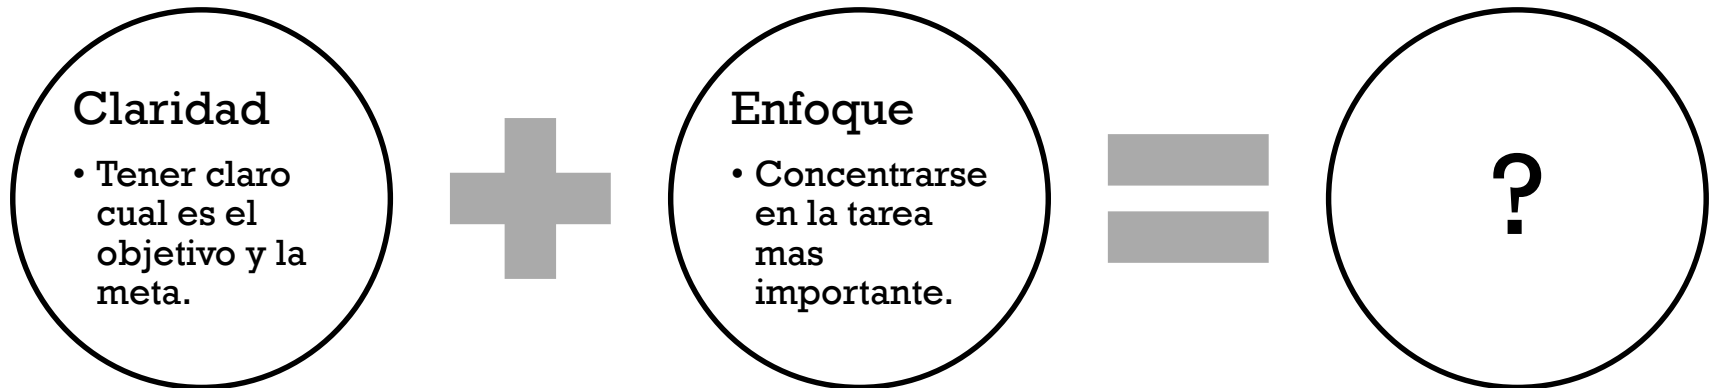 Claridad
• Tener claro
cual es el
objetivo y la
meta.
Enfoque
• Concentrarse
en la tarea
mas
importante.
?